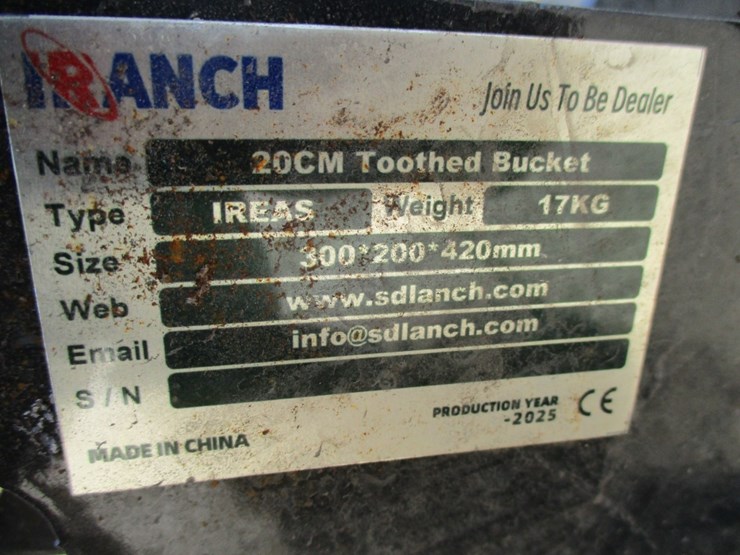 IRANCH
Join Us To Be Dealer
Name 20CM Toothed Bucket
Type IREAS Weight 17KG
Size 300*200*420mm
Web www.sdlanch.com
Email info@sdlanch.com
S / N
PRODUCTION YEAR
-2025
CE
MADE IN CHINA